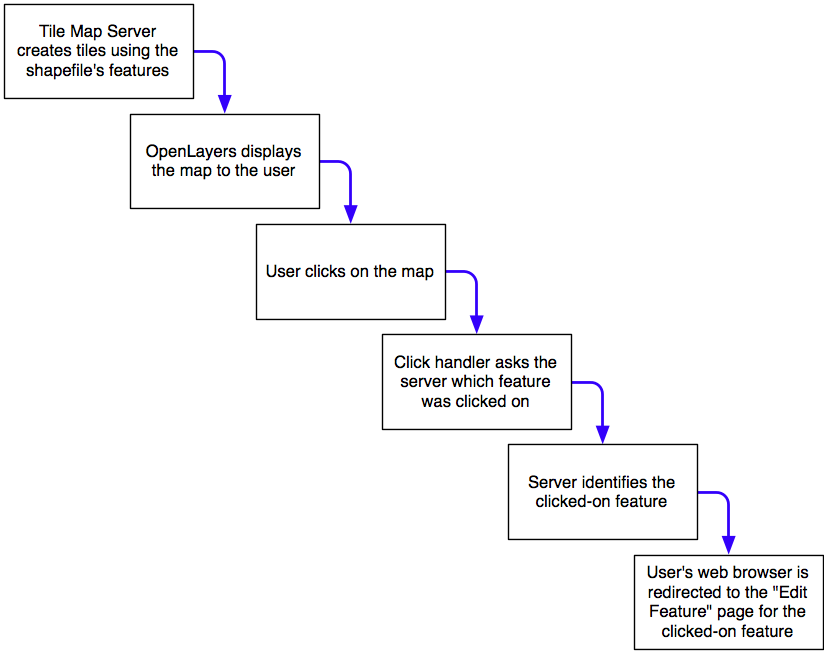 Tile Map Server
creates tiles using the
shapefile's features
OpenLayers displays
the map to the user
User clicks on the map
Click handler asks the
server which feature
was clicked on
Server identifies the
clicked-on feature
User's web browser is
redirected to the "Edit
Feature" page for the
clicked-on feature